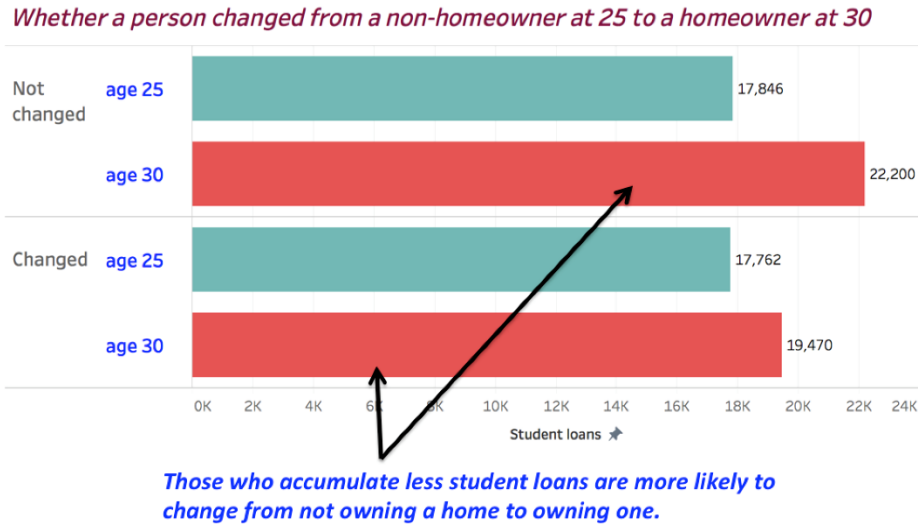 Whether a person changed from a non-homeowner at 25 to a homeowner at 30
Not changed
age 25
17,846
age 30
22,200
Changed
age 25
17,762
age 30
19,470
0K 2K 4K 6K 8K 10K 12K 14K 16K 18K 20K 22K 24K
Student loans
Those who accumulate less student loans are more likely to
change from not owning a home to owning one.